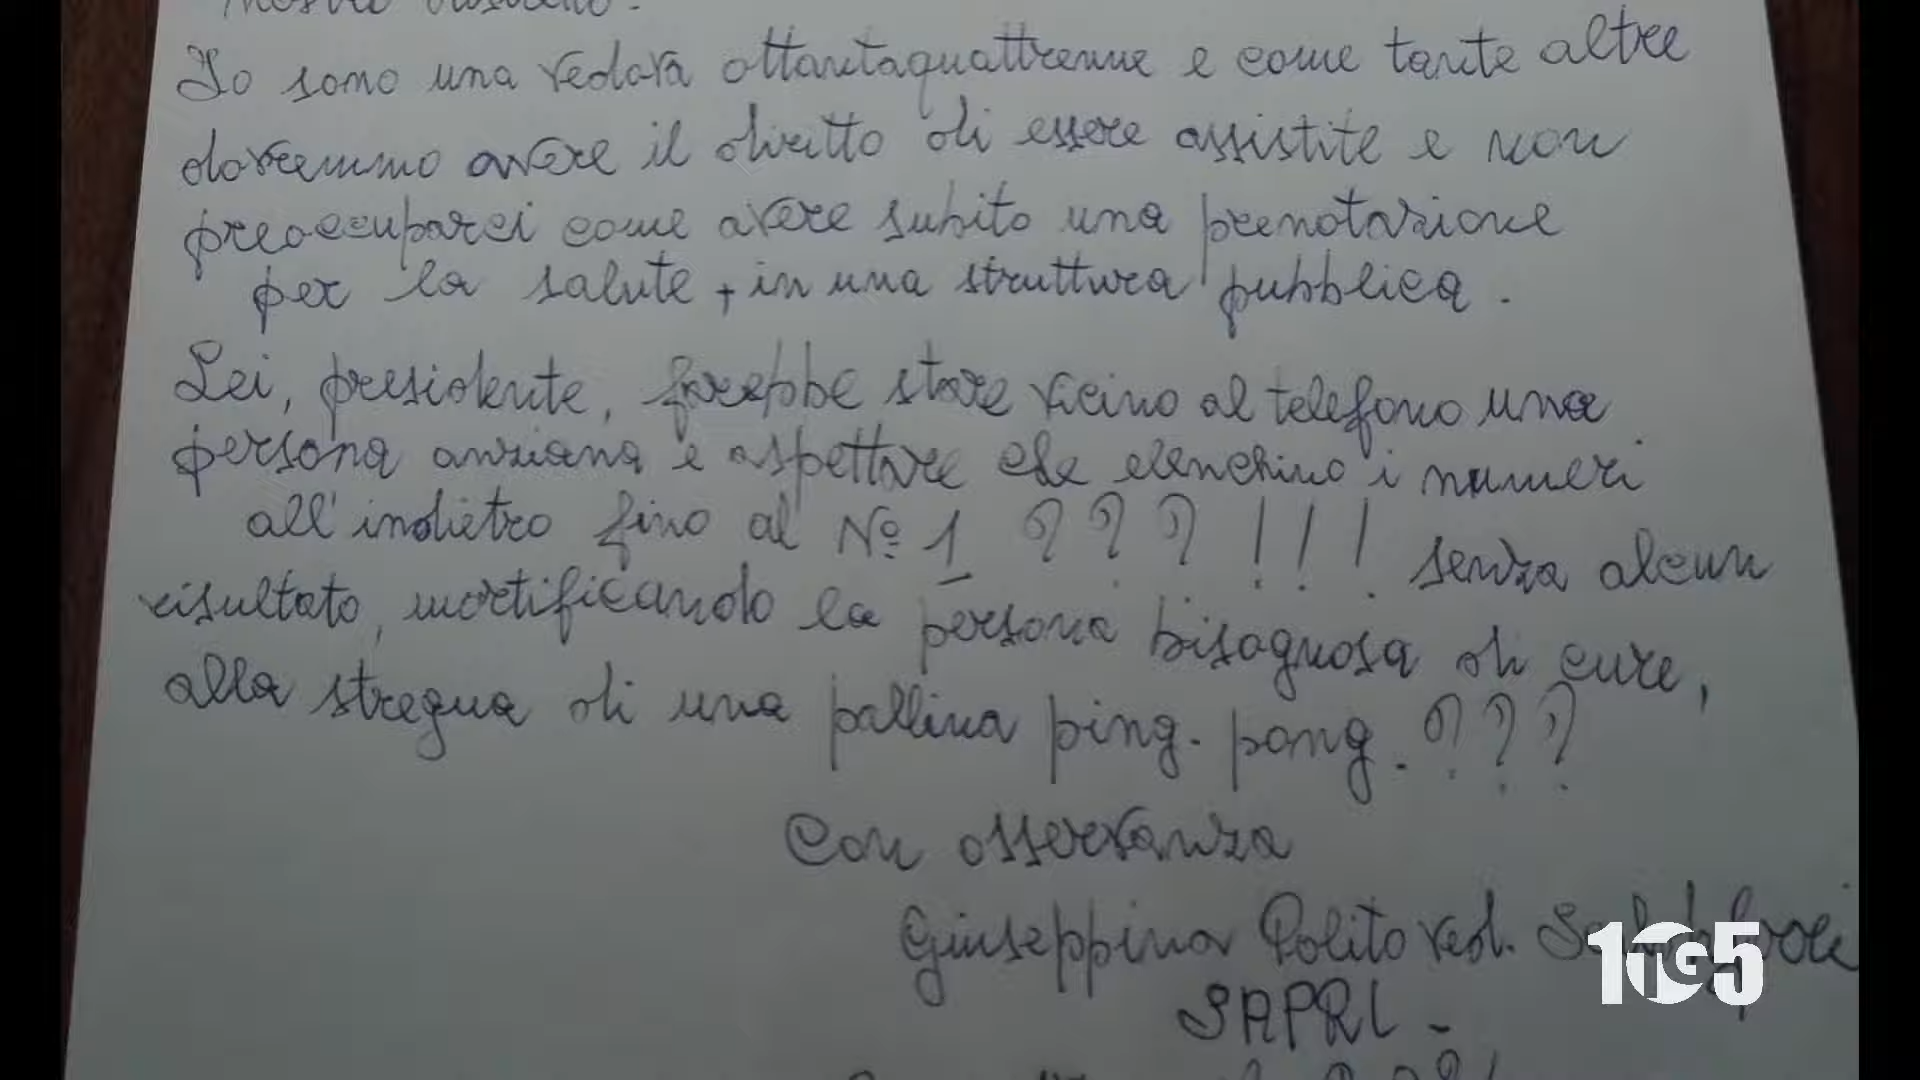 Io sono una vedova ottantaquattrenne e come tante altre
dovremmo avere il diritto di essere assistite e non
preoccuparci come avere subito una prenotazione
per la salute, in una struttura pubblica.
Lei, presidente, farebbe stare vicino al telefono una
persona anziana e aspettare che elenchino i numeri
all'indietro fino al Nº 1 ???!!! senza alcun
risultato, mortificando la persona bisognosa di cure,
alla stregua di una pallina ping-pong.???
Con osservanza
Giuseppina Polito ved.
SAPRI -
1TG5